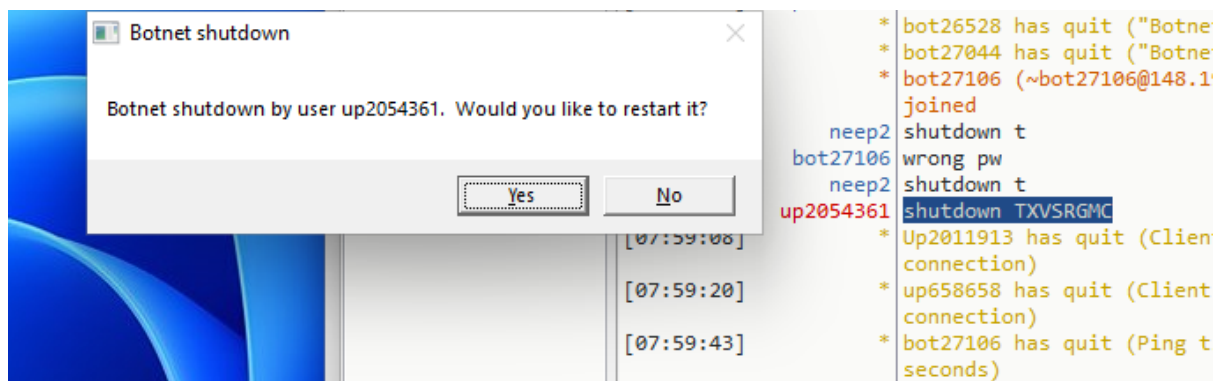 Botnet shutdown
Botnet shutdown by user up2054361. Would you like to restart it?
Yes
No
* bot26528 has quit ("Botne
* bot27044 has quit ("Botne
* bot27106 (~bot27106@148.1
joined
neep2 shutdown t
bot27106 wrong pw
neep2 shutdown t
up2054361 shutdown TXVSRGMC
[07:59:08] * Up2011913 has quit (Clien
connection)
[07:59:20] * up658658 has quit (Client
connection)
[07:59:43] * bot27106 has quit (Ping t
seconds)